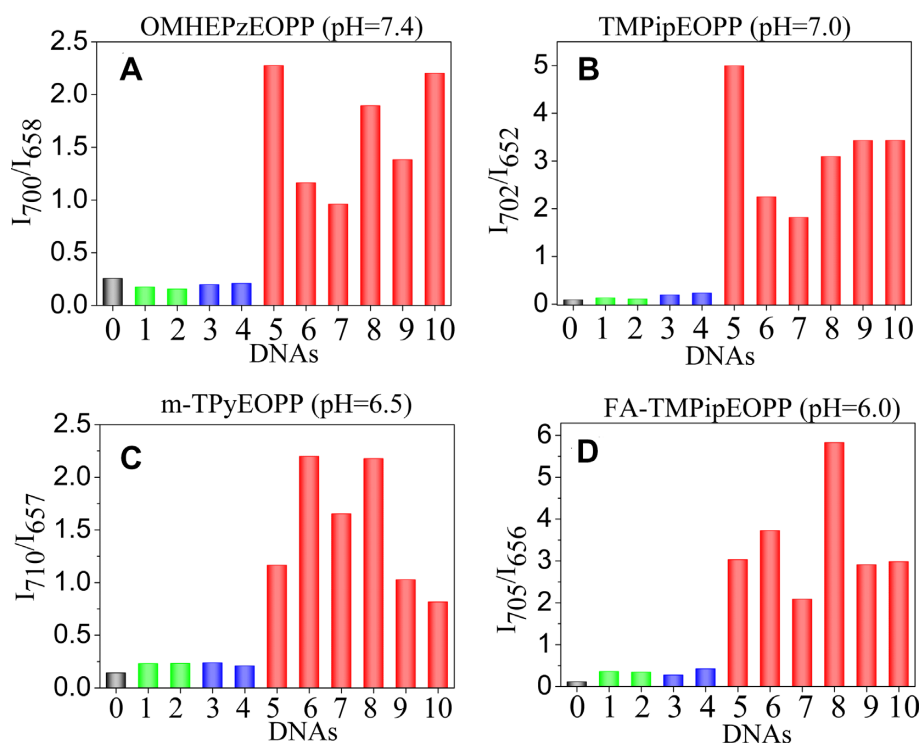 OMHEPzEOPP (pH=7.4)
A
2.5
2.0
1.5
1.0
0.5
0.0
I700/I658
0 1 2 3 4 5 6 7 8 9 10
DNAs
TMPipEOPP (pH=7.0)
B
5
4
3
2
1
0
I702/I652
0 1 2 3 4 5 6 7 8 9 10
DNAs
m-TPyEOPP (pH=6.5)
C
2.5
2.0
1.5
1.0
0.5
0.0
I710/I657
0 1 2 3 4 5 6 7 8 9 10
DNAs
FA-TMPipEOPP (pH=6.0)
D
6
5
4
3
2
1
0
I705/I656
0 1 2 3 4 5 6 7 8 9 10
DNAs